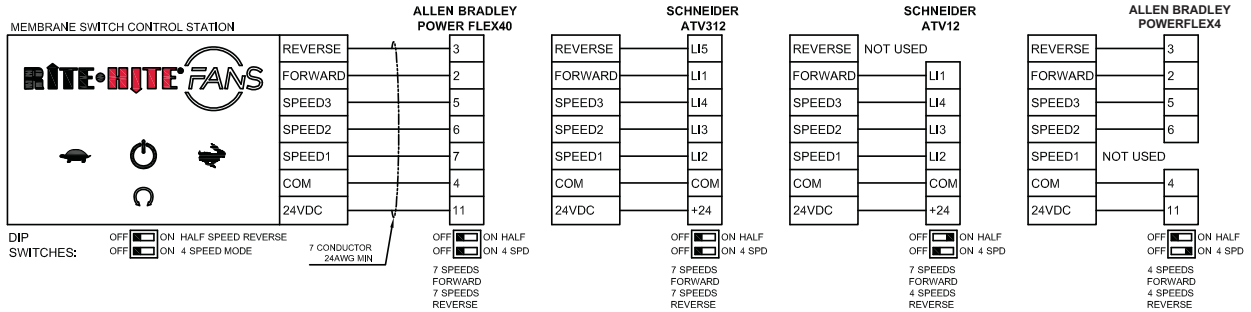 MEMBRANE SWITCH CONTROL STATION
RITE•HITE FANS
REVERSE
FORWARD
SPEED3
SPEED2
SPEED1
COM
24VDC
DIP
SWITCHES:
OFF ON HALF SPEED REVERSE
OFF ON 4 SPEED MODE
7 CONDUCTOR
24AWG MIN
ALLEN BRADLEY
POWER FLEX40
3
2
5
6
7
4
11
OFF ON HALF
OFF ON 4 SPD
7 SPEEDS
FORWARD
7 SPEEDS
REVERSE
SCHNEIDER
ATV312
REVERSE LI5
FORWARD LI1
SPEED3 LI4
SPEED2 LI3
SPEED1 LI2
COM COM
24VDC +24
OFF ON HALF
OFF ON 4 SPD
7 SPEEDS
FORWARD
7 SPEEDS
REVERSE
SCHNEIDER
ATV12
REVERSE NOT USED
FORWARD LI1
SPEED3 LI4
SPEED2 LI3
SPEED1 LI2
COM COM
24VDC +24
OFF ON HALF
OFF ON 4 SPD
7 SPEEDS
FORWARD
4 SPEEDS
REVERSE
ALLEN BRADLEY
POWERFLEX4
REVERSE 3
FORWARD 2
SPEED3 5
SPEED2 6
SPEED1 NOT USED
COM 4
24VDC 11
OFF ON HALF
OFF ON 4 SPD
4 SPEEDS
FORWARD
4 SPEEDS
REVERSE